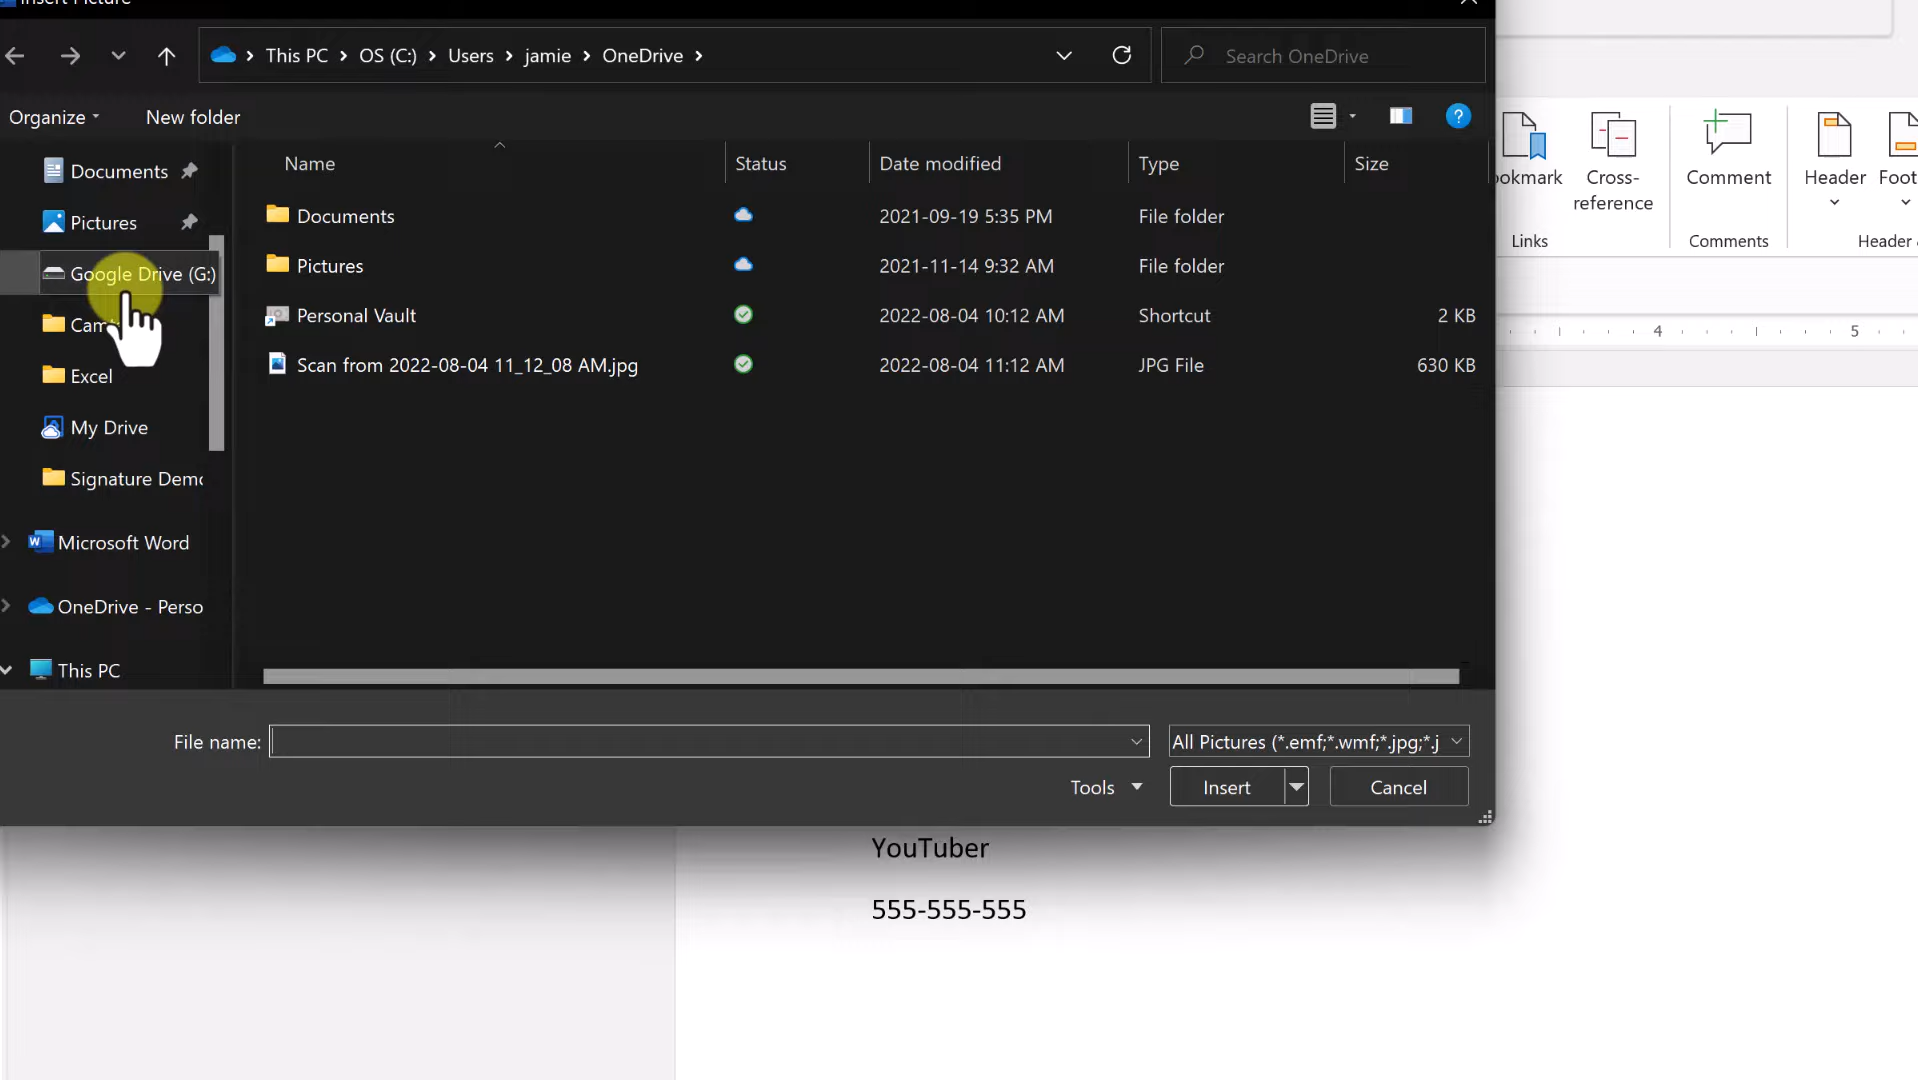 This PC > OS (C:) > Users > jamie > OneDrive >
Search OneDrive
Organize
New folder
?
Name
Status
Date modified
Type
Size
Documents
Pictures
Google Drive (G:)
Excel
My Drive
Signature Demo
Microsoft Word
OneDrive - Perso
This PC
Documents 2021-09-19 5:35 PM File folder
Pictures 2021-11-14 9:32 AM File folder
Personal Vault 2022-08-04 10:12 AM Shortcut 2 KB
Scan from 2022-08-04 11_12_08 AM.jpg 2022-08-04 11:12 AM JPG File 630 KB
File name:
All Pictures (*.emf;*.wmf;*.jpg;*.j
Tools
Insert
Cancel
okmark
Cross-
reference
Links
Comment
Comments
Header
Foot
Header
4
5
YouTuber
555-555-555